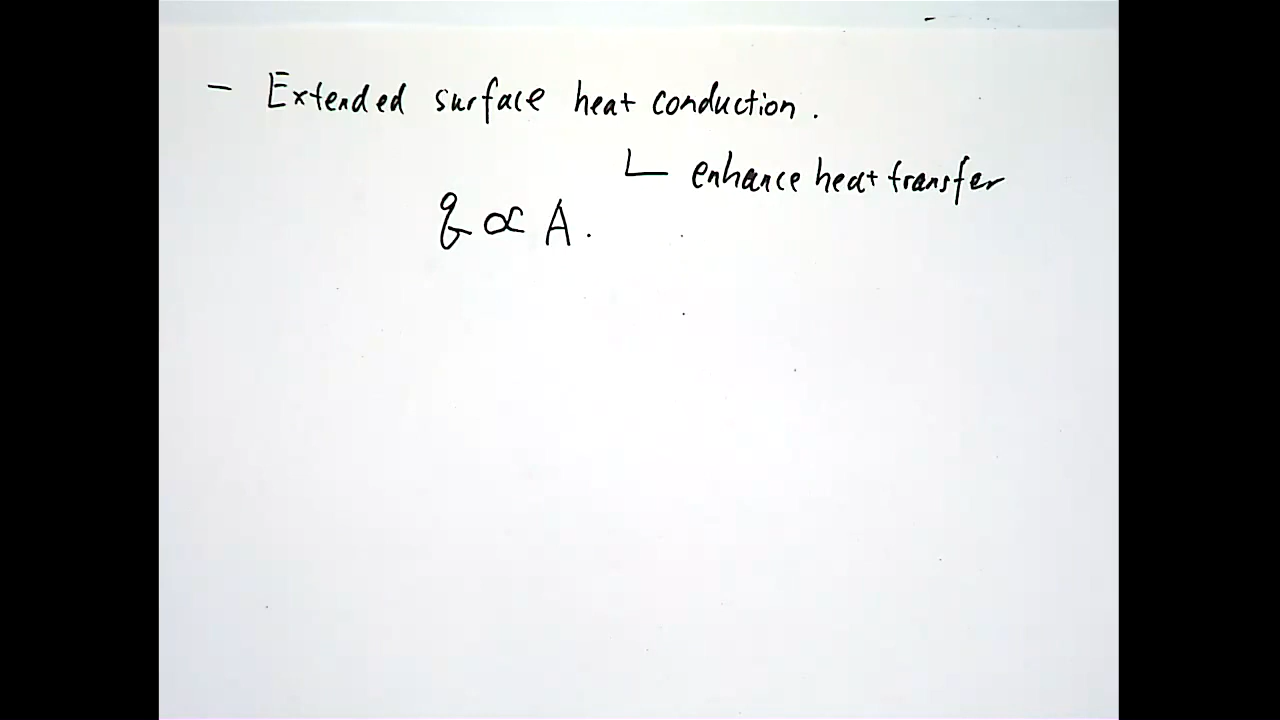 - Extended surface heat conduction.
enhance heat transfer
q ∝ A.